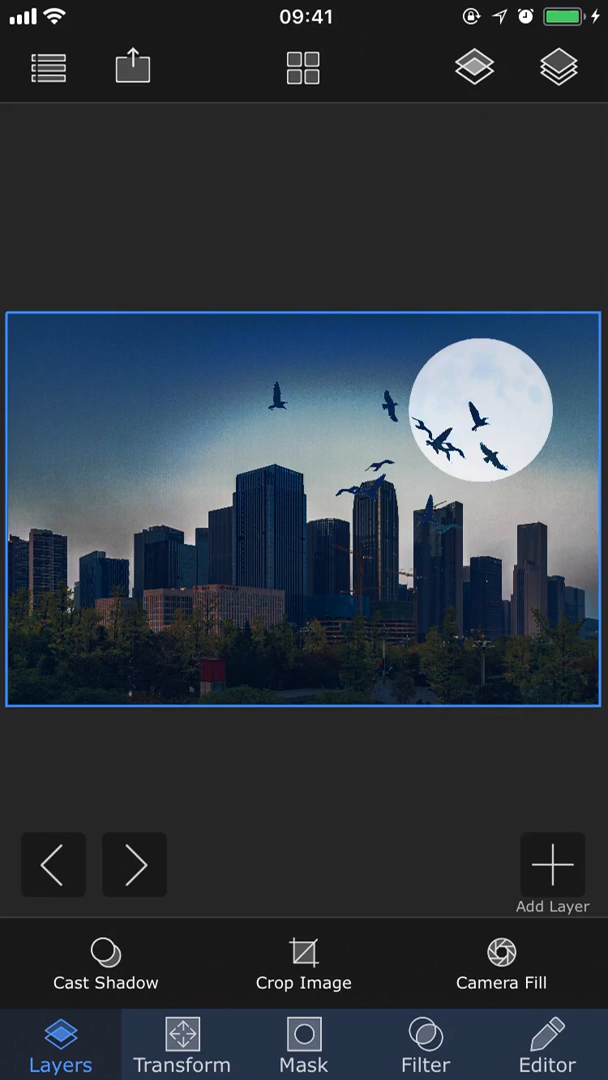 09:41
Add Layer
Cast Shadow
Crop Image
Camera Fill
Layers
Transform
Mask
Filter
Editor